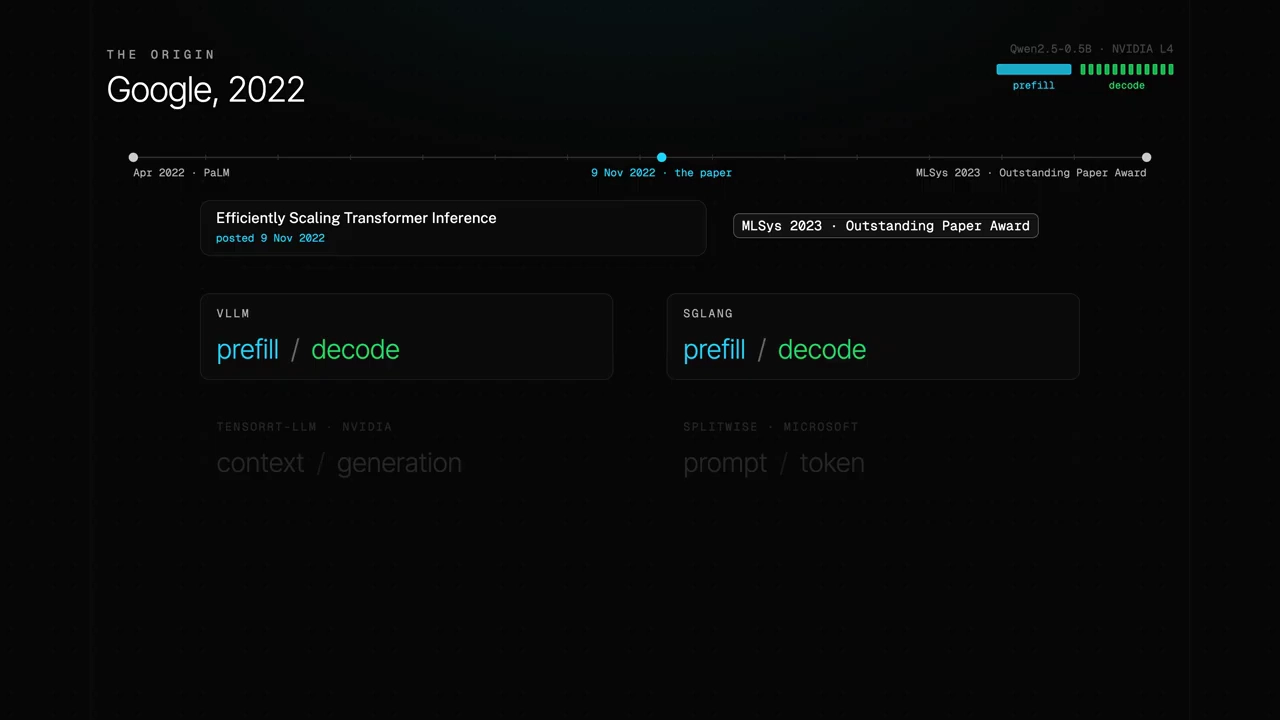 THE ORIGIN
Google, 2022
Qwen2.5-0.5B · NVIDIA L4
prefill
decode
Apr 2022 · PaLM
9 Nov 2022 · the paper
MLSys 2023 · Outstanding Paper Award
Efficiently Scaling Transformer Inference
posted 9 Nov 2022
MLSys 2023 · Outstanding Paper Award
VLLM
prefill / decode
SGLANG
prefill / decode
TENSORRT-LLM · NVIDIA
context / generation
SPLITWISE · MICROSOFT
prompt / token